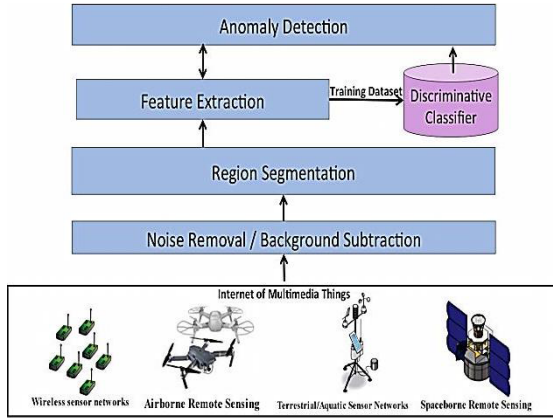 Anomaly Detection
Feature Extraction
Training Dataset
Discriminative
Classifier
Region Segmentation
Noise Removal / Background Subtraction
Internet of Multimedia Things
Wireless sensor networks
Airborne Remote Sensing
Terrestrial/Aquatic Sensor Networks
Spaceborne Remote Sensing